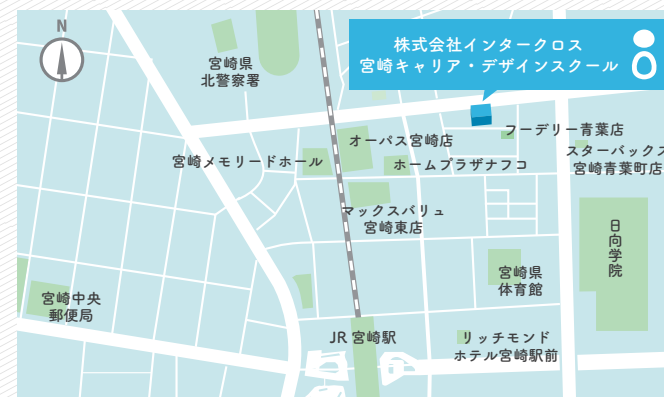 N
株式会社インタークロス
宮崎キャリア・デザインスクール
宮崎県
北警察署
オーパス宮崎店
フーデリー青葉店
スターバックス
宮崎青葉町店
宮崎メモリードホール
ホームプラザナフコ
マックスバリュ
宮崎東店
日向学院
宮崎県
体育館
宮崎中央
郵便局
JR 宮崎駅
リッチモンド
ホテル宮崎駅前